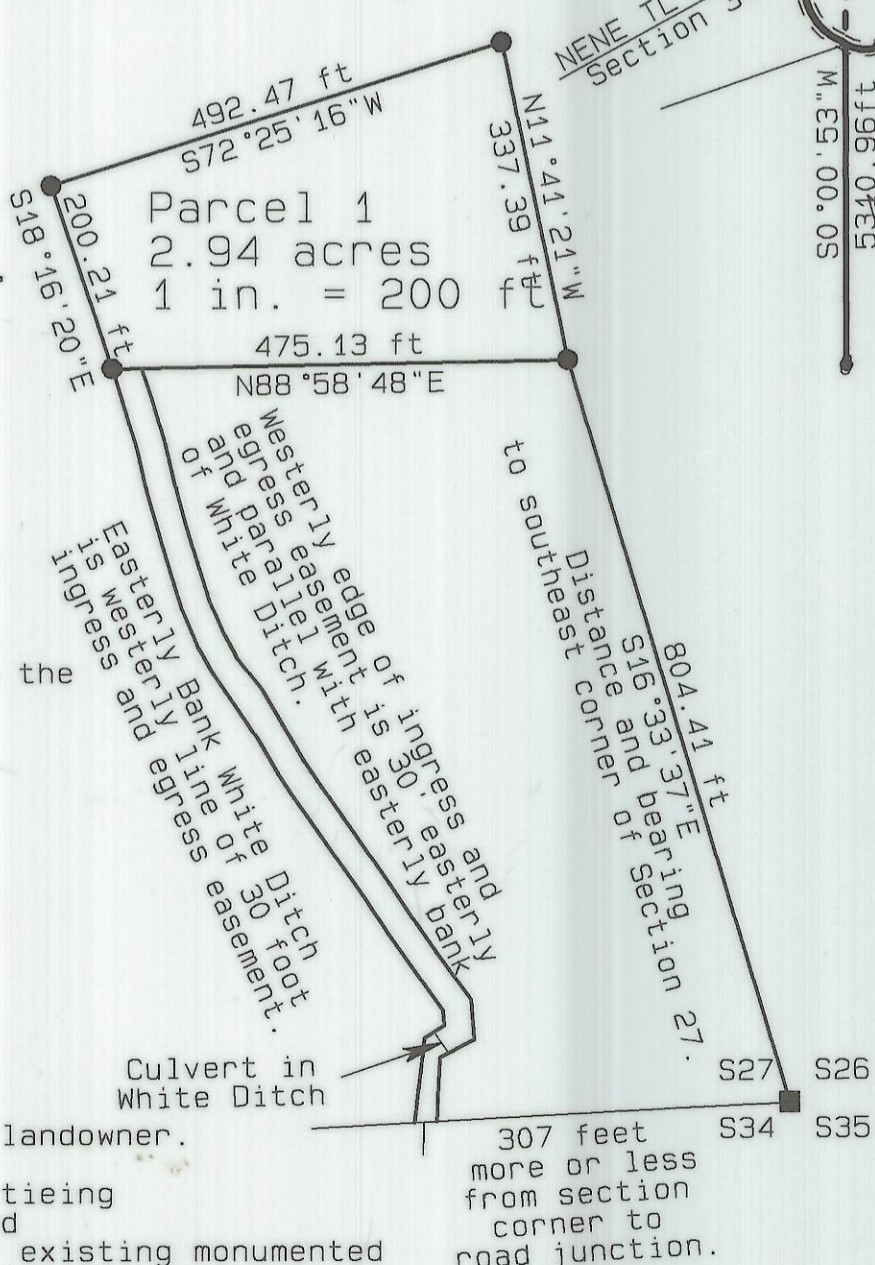 NENE TL
Section 3
492.47 ft
S72°25'16"W
N11°41'21"W
337.39 ft
S0°00'53"W
5340.96ft
200.21 ft
S18°16'20"E
Parcel 1
2.94 acres
1 in. = 200 ft
475.13 ft
N88°58'48"E
Westerly edge of ingress and
egress easement is 30' easterly
and parallel with easterly bank
of White Ditch.
804.41 ft
S16°33'37"E
Distance and bearing
to southeast corner of Section 27.
Easterly Bank White Ditch
is westerly line of 30 foot
ingress and egress easement.
the
Culvert in
White Ditch
S27 S26
S34 S35
307 feet
more or less
from section
corner to
road junction.
landowner.
tieing
d
existing monumented